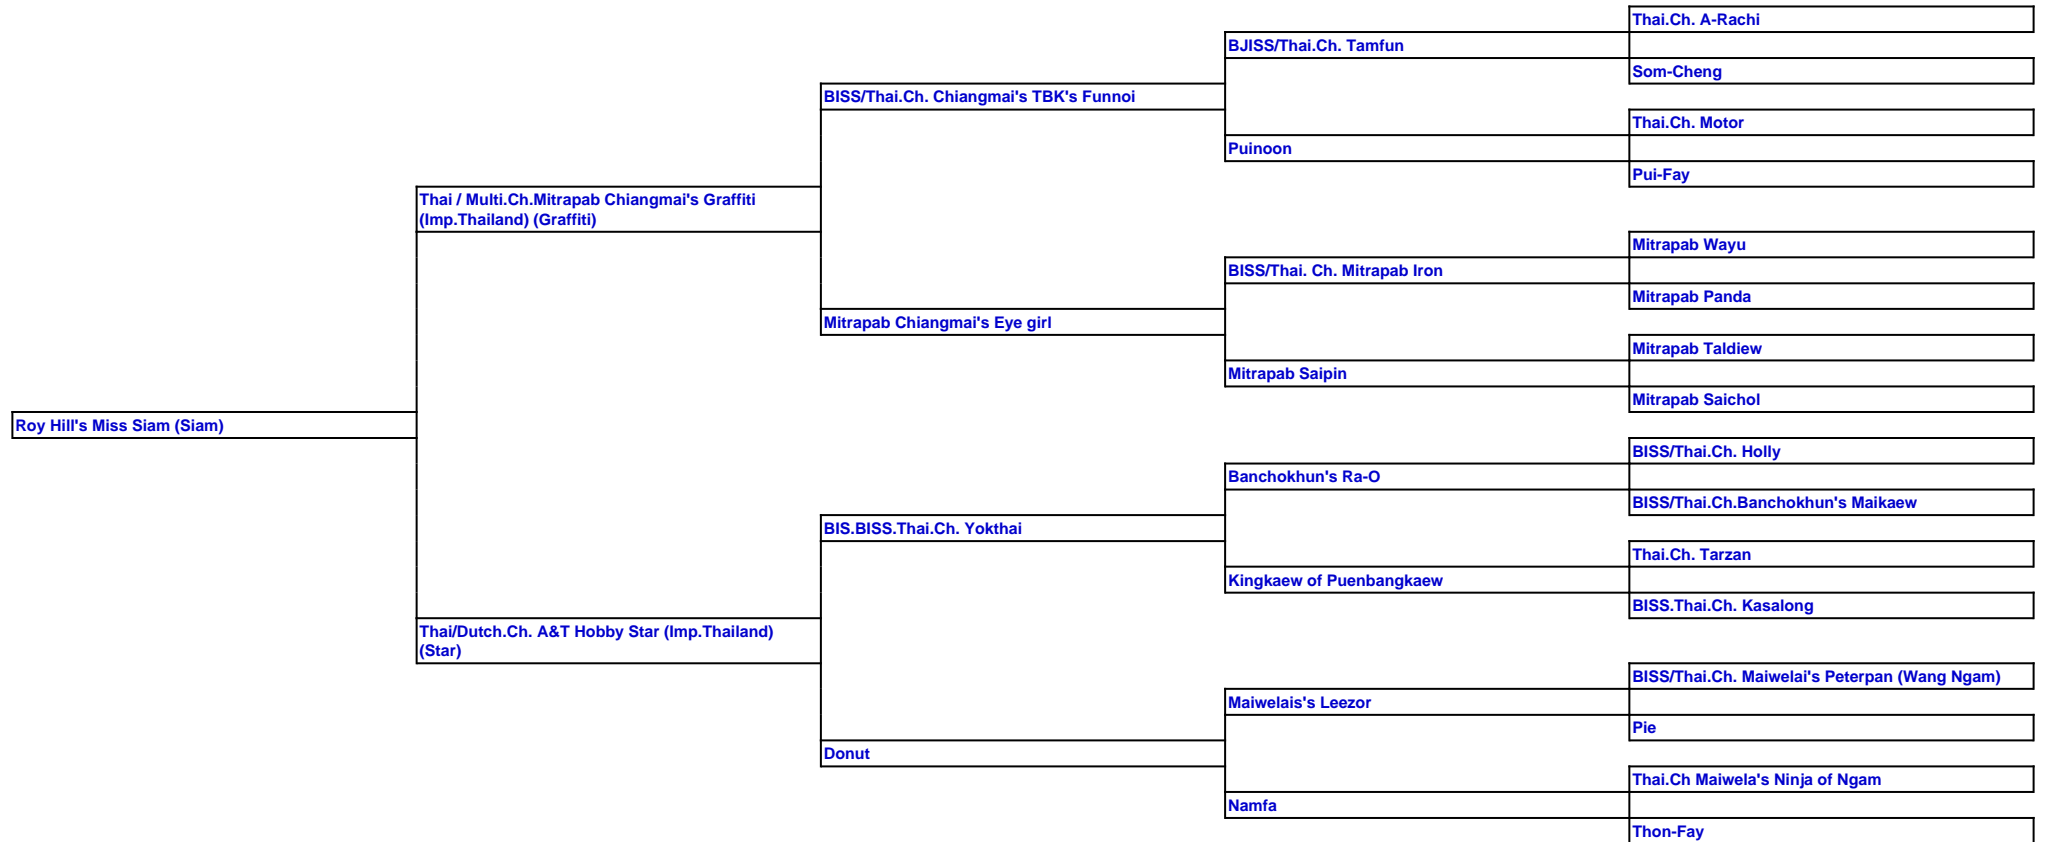 Thai.Ch. A-Rachi
BJISS/Thai.Ch. Tamfun
Som-Cheng
BISS/Thai.Ch. Chiangmai's TBK's Funnoi
Thai.Ch. Motor
Puinoon
Pui-Fay
Thai / Multi.Ch.Mitrapab Chiangmai's Graffiti
(Imp.Thailand) (Graffiti)
Mitrapab Wayu
BISS/Thai. Ch. Mitrapab Iron
Mitrapab Panda
Mitrapab Chiangmai's Eye girl
Mitrapab Taldiew
Mitrapab Saipin
Mitrapab Saichol
Roy Hill's Miss Siam (Siam)
BISS/Thai.Ch. Holly
Banchokhun's Ra-O
BISS/Thai.Ch.Banchokhun's Maikaew
BIS.BISS.Thai.Ch. Yokthai
Thai.Ch. Tarzan
Kingkaew of Puenbangkaew
BISS.Thai.Ch. Kasalong
Thai/Dutch.Ch. A&T Hobby Star (Imp.Thailand)
(Star)
BISS/Thai.Ch. Maiwelai's Peterpan (Wang Ngam)
Maiwelais's Leezor
Pie
Donut
Thai.Ch Maiwela's Ninja of Ngam
Namfa
Thon-Fay